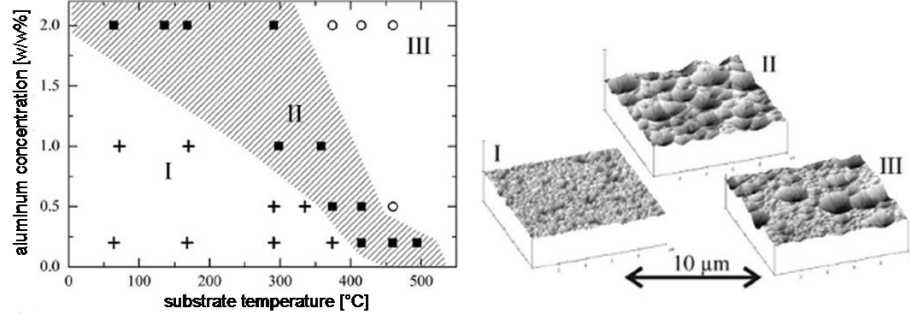 2.0
1.5
1.0
0.5
0.0
aluminum concentration [w/w%]
0 100 200 300 400 500
substrate temperature [°C]
I
II
III
I
II
III
10 µm